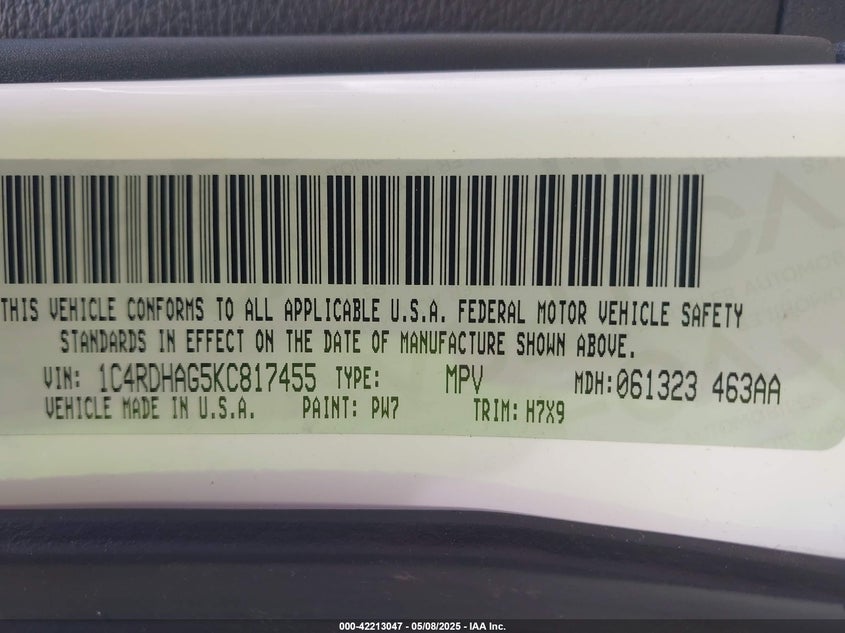 THIS VEHICLE CONFORMS TO ALL APPLICABLE U.S.A. FEDERAL MOTOR VEHICLE SAFETY
STANDARDS IN EFFECT ON THE DATE OF MANUFACTURE SHOWN ABOVE.
VIN: 1C4RDHAG5KC817455 TYPE: MPV MDH:061323 463AA
VEHICLE MADE IN U.S.A. PAINT: PW7 TRIM: H7X9
000-42213047 - 05/08/2025 - IAA Inc.